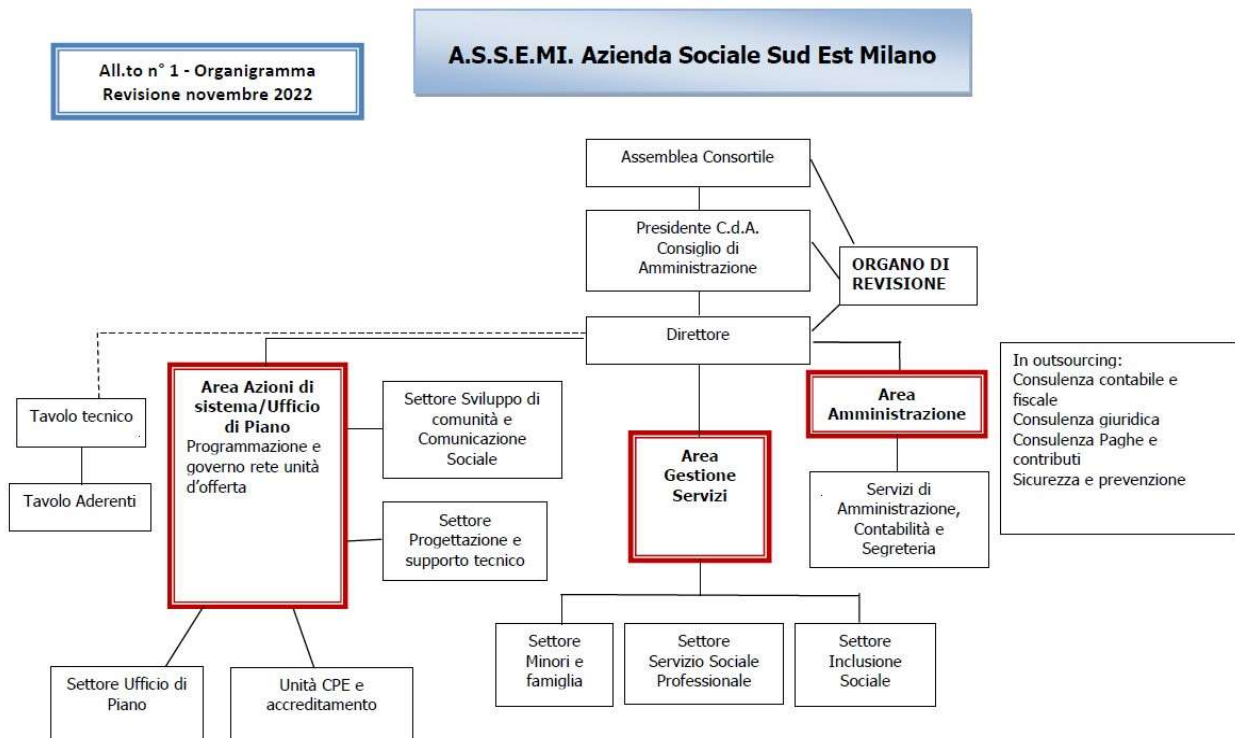 All.to n° 1 - Organigramma
Revisione novembre 2022
A.S.S.E.MI. Azienda Sociale Sud Est Milano
Assemblea Consortile
Presidente C.d.A.
Consiglio di
Amministrazione
ORGANO DI
REVISIONE
Direttore
Tavolo tecnico
Tavolo Aderenti
Area Azioni di
sistema/Ufficio
di Piano
Programmazione e
governo rete unità
d'offerta
Settore Sviluppo di
comunità e
Comunicazione
Sociale
Settore
Progettazione e
supporto tecnico
Settore Ufficio di
Piano
Unità CPE e
accreditamento
Area
Gestione
Servizi
Settore
Minori e
famiglia
Settore
Servizio Sociale
Professionale
Settore
Inclusione
Sociale
Area
Amministrazione
Servizi di
Amministrazione,
Contabilità e
Segreteria
In outsourcing:
Consulenza contabile e
fiscale
Consulenza giuridica
Consulenza Paghe e
contributi
Sicurezza e prevenzione